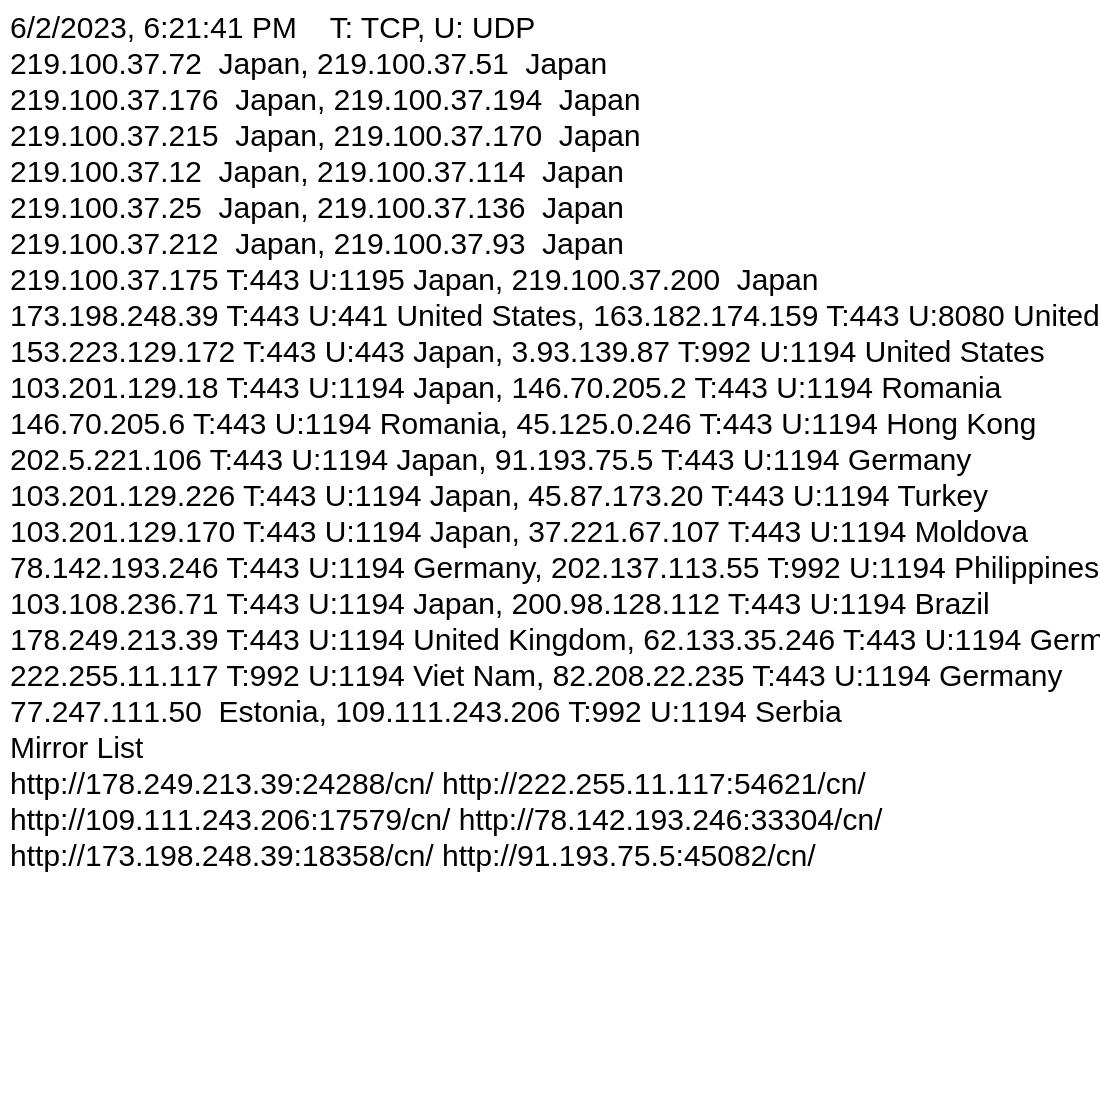 6/2/2023, 6:21:41 PM    T: TCP, U: UDP
219.100.37.72  Japan, 219.100.37.51  Japan
219.100.37.176  Japan, 219.100.37.194  Japan
219.100.37.215  Japan, 219.100.37.170  Japan
219.100.37.12  Japan, 219.100.37.114  Japan
219.100.37.25  Japan, 219.100.37.136  Japan
219.100.37.212  Japan, 219.100.37.93  Japan
219.100.37.175 T:443 U:1195 Japan, 219.100.37.200  Japan
173.198.248.39 T:443 U:441 United States, 163.182.174.159 T:443 U:8080 United
153.223.129.172 T:443 U:443 Japan, 3.93.139.87 T:992 U:1194 United States
103.201.129.18 T:443 U:1194 Japan, 146.70.205.2 T:443 U:1194 Romania
146.70.205.6 T:443 U:1194 Romania, 45.125.0.246 T:443 U:1194 Hong Kong
202.5.221.106 T:443 U:1194 Japan, 91.193.75.5 T:443 U:1194 Germany
103.201.129.226 T:443 U:1194 Japan, 45.87.173.20 T:443 U:1194 Turkey
103.201.129.170 T:443 U:1194 Japan, 37.221.67.107 T:443 U:1194 Moldova
78.142.193.246 T:443 U:1194 Germany, 202.137.113.55 T:992 U:1194 Philippines
103.108.236.71 T:443 U:1194 Japan, 200.98.128.112 T:443 U:1194 Brazil
178.249.213.39 T:443 U:1194 United Kingdom, 62.133.35.246 T:443 U:1194 Germ
222.255.11.117 T:992 U:1194 Viet Nam, 82.208.22.235 T:443 U:1194 Germany
77.247.111.50  Estonia, 109.111.243.206 T:992 U:1194 Serbia
Mirror List
http://178.249.213.39:24288/cn/ http://222.255.11.117:54621/cn/
http://109.111.243.206:17579/cn/ http://78.142.193.246:33304/cn/
http://173.198.248.39:18358/cn/ http://91.193.75.5:45082/cn/